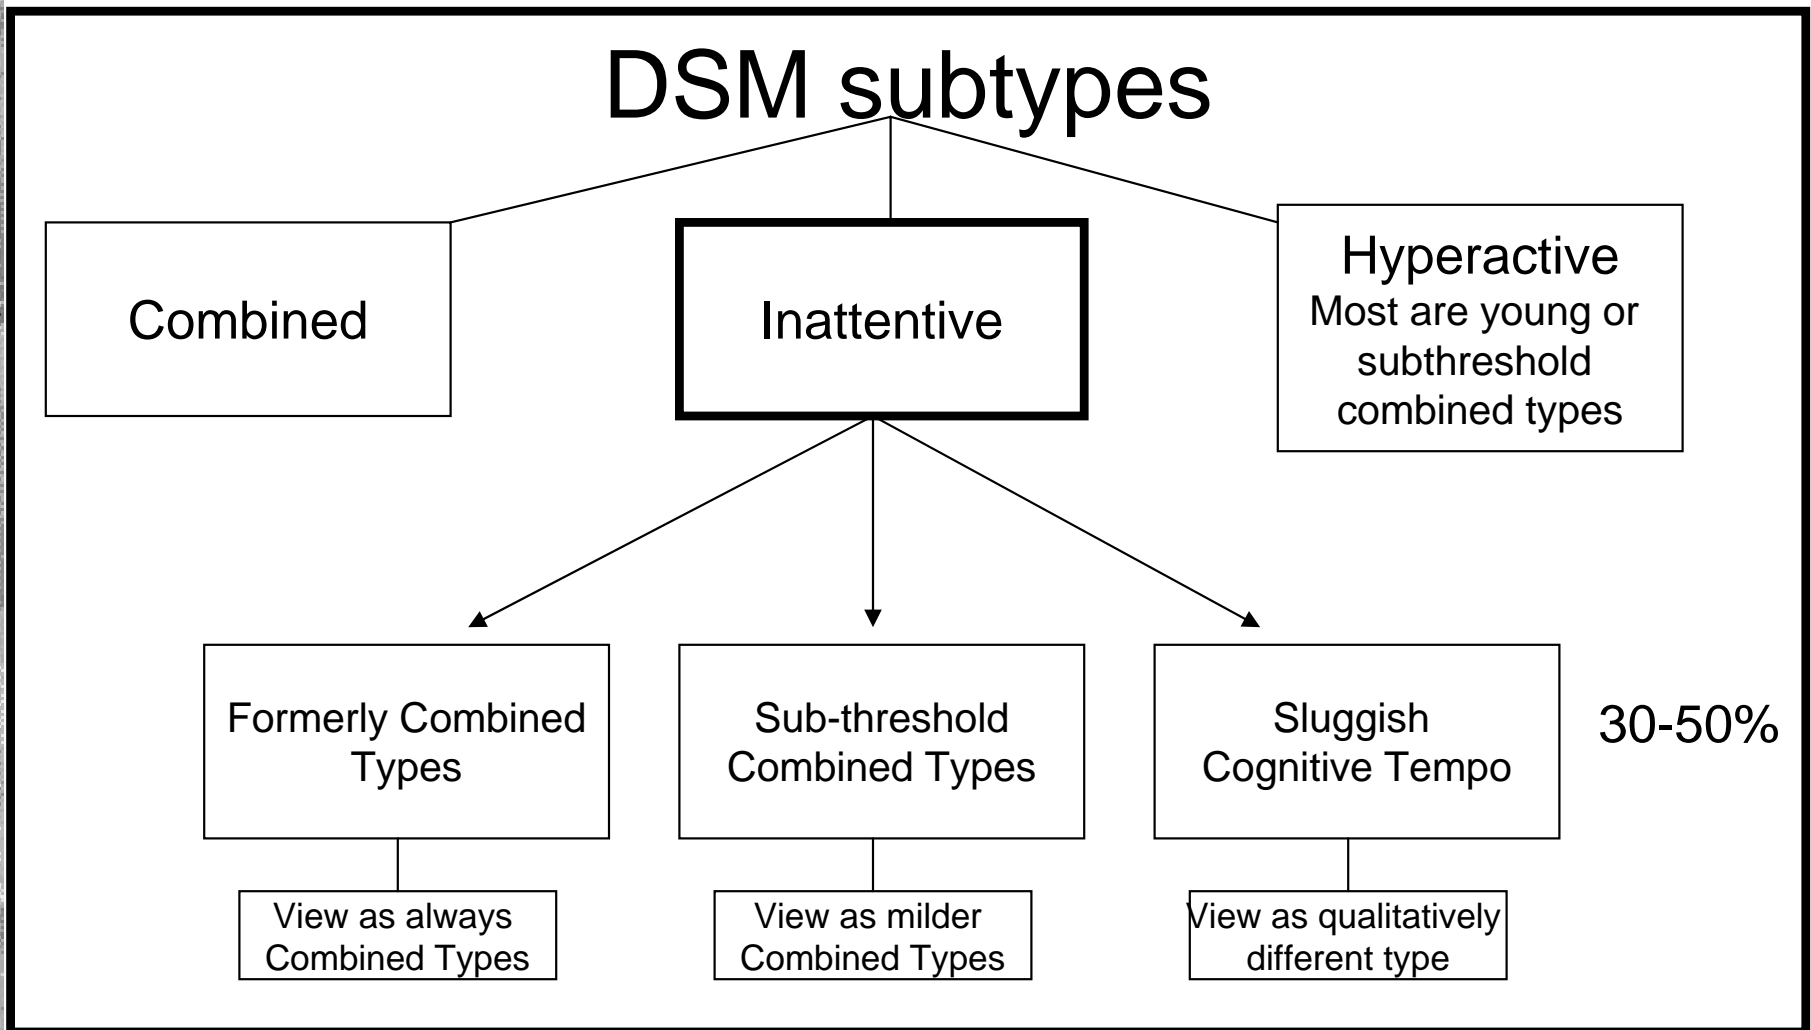 DSM subtypes
Combined
Inattentive
Hyperactive
Most are young or
subthreshold
combined types
Formerly Combined
Types
Sub-threshold
Combined Types
Sluggish
Cognitive Tempo
30-50%
View as always
Combined Types
View as milder
Combined Types
View as qualitatively
different type